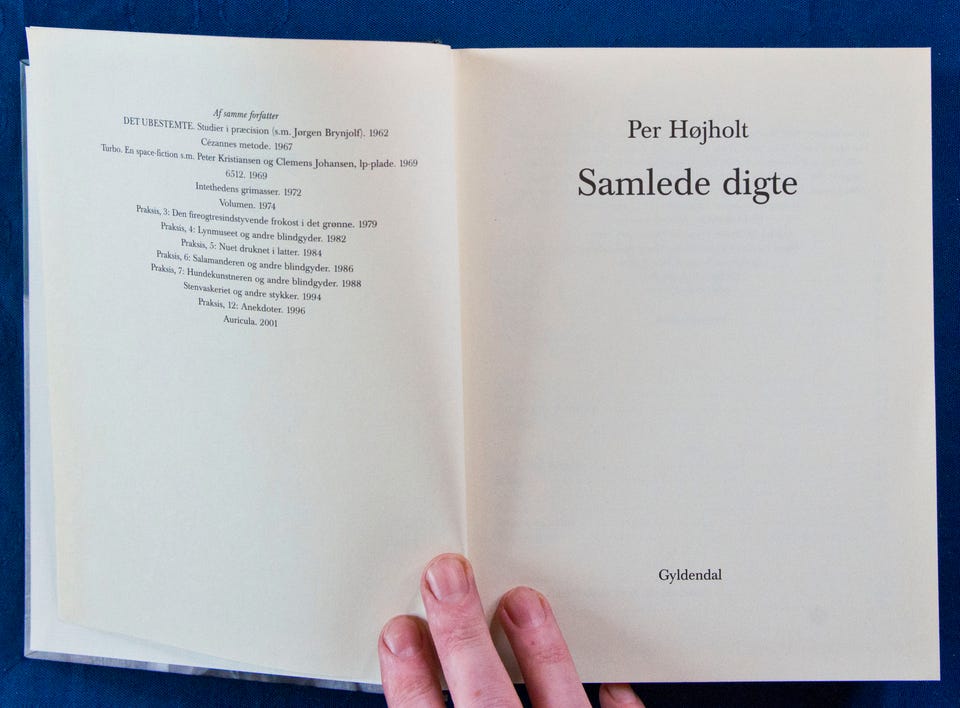 Af samme forfatter
DET UBESTEMTE. Studier i præcision (s.m. Jørgen Brynjolf). 1962
Cézannes metode. 1967
Turbo. En space-fiction s.m. Peter Kristiansen og Clemens Johansen, lp-plade. 1969
6512. 1969
Intethedens grimasser. 1972
Volumen. 1974
Praksis, 3: Den fireogtresindstyvende frokost i det grønne. 1979
Praksis, 4: Lynmuseet og andre blindgyder. 1982
Praksis, 5: Nuet druknet i latter. 1984
Praksis, 6: Salamanderen og andre blindgyder. 1986
Praksis, 7: Hundekunstneren og andre blindgyder. 1988
Stenvaskeriet og andre stykker. 1994
Praksis, 12: Anekdoter. 1996
Auricula. 2001
Per Højholt
Samlede digte
Gyldendal